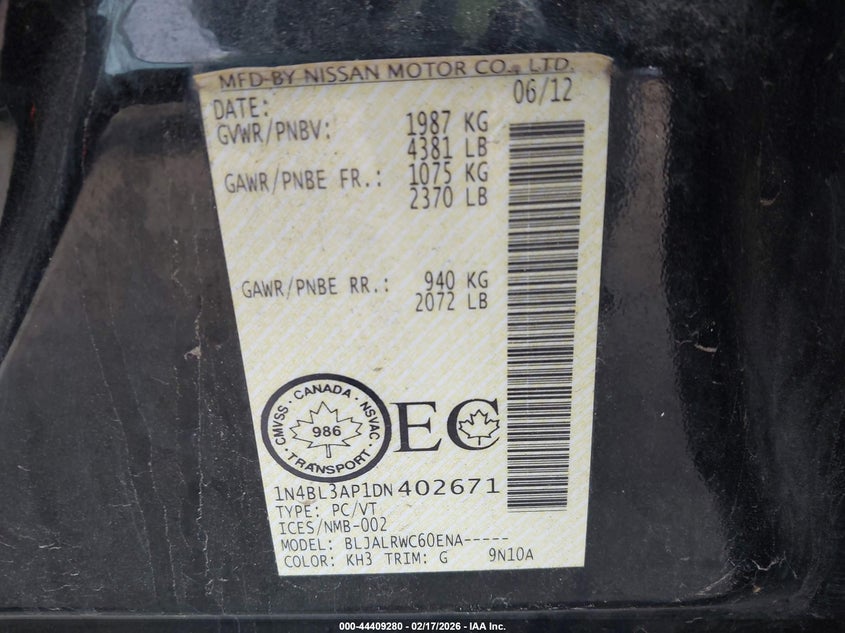 MFD-BY NISSAN MOTOR CO., LTD.
DATE: 06/12
GVWR/PNBV: 1987 KG
4381 LB
GAWR/PNBE FR.: 1075 KG
2370 LB
GAWR/PNBE RR.: 940 KG
2072 LB
CMVSS · CANADA · NSVAC · TRANSPORT ·
986
EC
1N4BL3AP1DN402671
TYPE: PC/VT
ICES/NMB-002
MODEL: BLJALRWC60ENA-----
COLOR: KH3 TRIM: G 9N10A
000-44409280 - 02/17/2026 - IAA Inc.